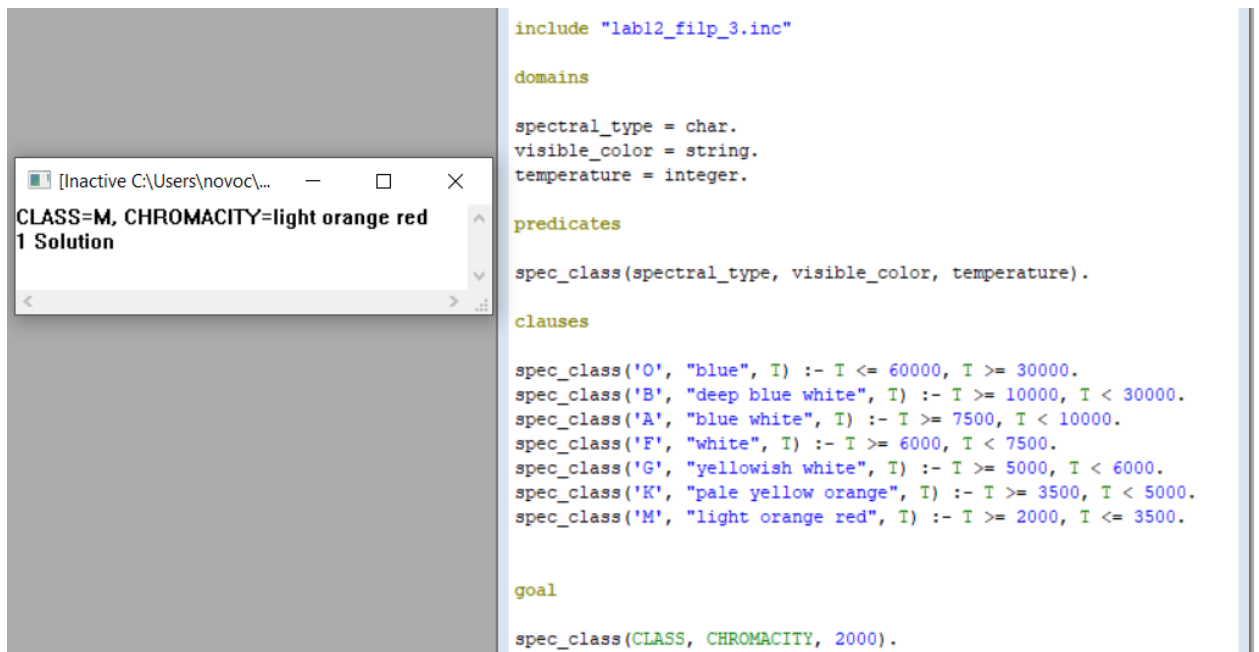 [Inactive C:\Users\novoc\...
CLASS=M, CHROMACITY=light orange red
1 Solution
include "lab12_filp_3.inc"
domains
spectral_type = char.
visible_color = string.
temperature = integer.
predicates
spec_class(spectral_type, visible_color, temperature).
clauses
spec_class('O', "blue", T) :- T <= 60000, T >= 30000.
spec_class('B', "deep blue white", T) :- T >= 10000, T < 30000.
spec_class('A', "blue white", T) :- T >= 7500, T < 10000.
spec_class('F', "white", T) :- T >= 6000, T < 7500.
spec_class('G', "yellowish white", T) :- T >= 5000, T < 6000.
spec_class('K', "pale yellow orange", T) :- T >= 3500, T < 5000.
spec_class('M', "light orange red", T) :- T >= 2000, T <= 3500.
goal
spec_class(CLASS, CHROMACITY, 2000).